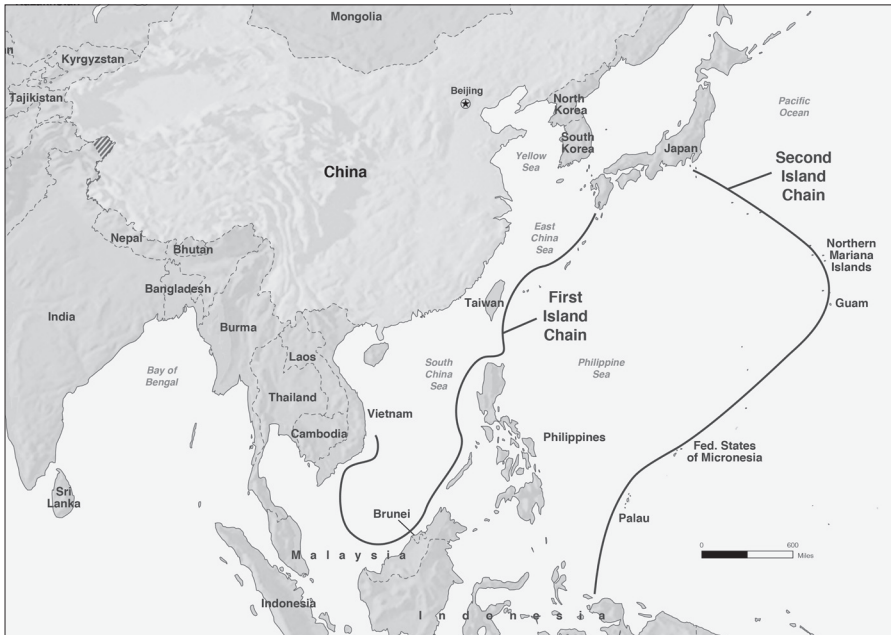 Mongolia
Kyrgyzstan
Tajikistan
Beijing
North
Korea
South
Korea
Japan
Pacific
Ocean
Yellow
Sea
China
Second
Island
Chain
Nepal
Bhutan
East
China
Sea
Northern
Mariana
Islands
Bangladesh
Taiwan
First
Island
Chain
Guam
India
Burma
Laos
Bay of
Bengal
South
China
Sea
Philippine
Sea
Thailand
Vietnam
Cambodia
Philippines
Fed. States
of Micronesia
Sri
Lanka
Brunei
Palau
0 600
Miles
Malaysia
Indonesia
Indonesia